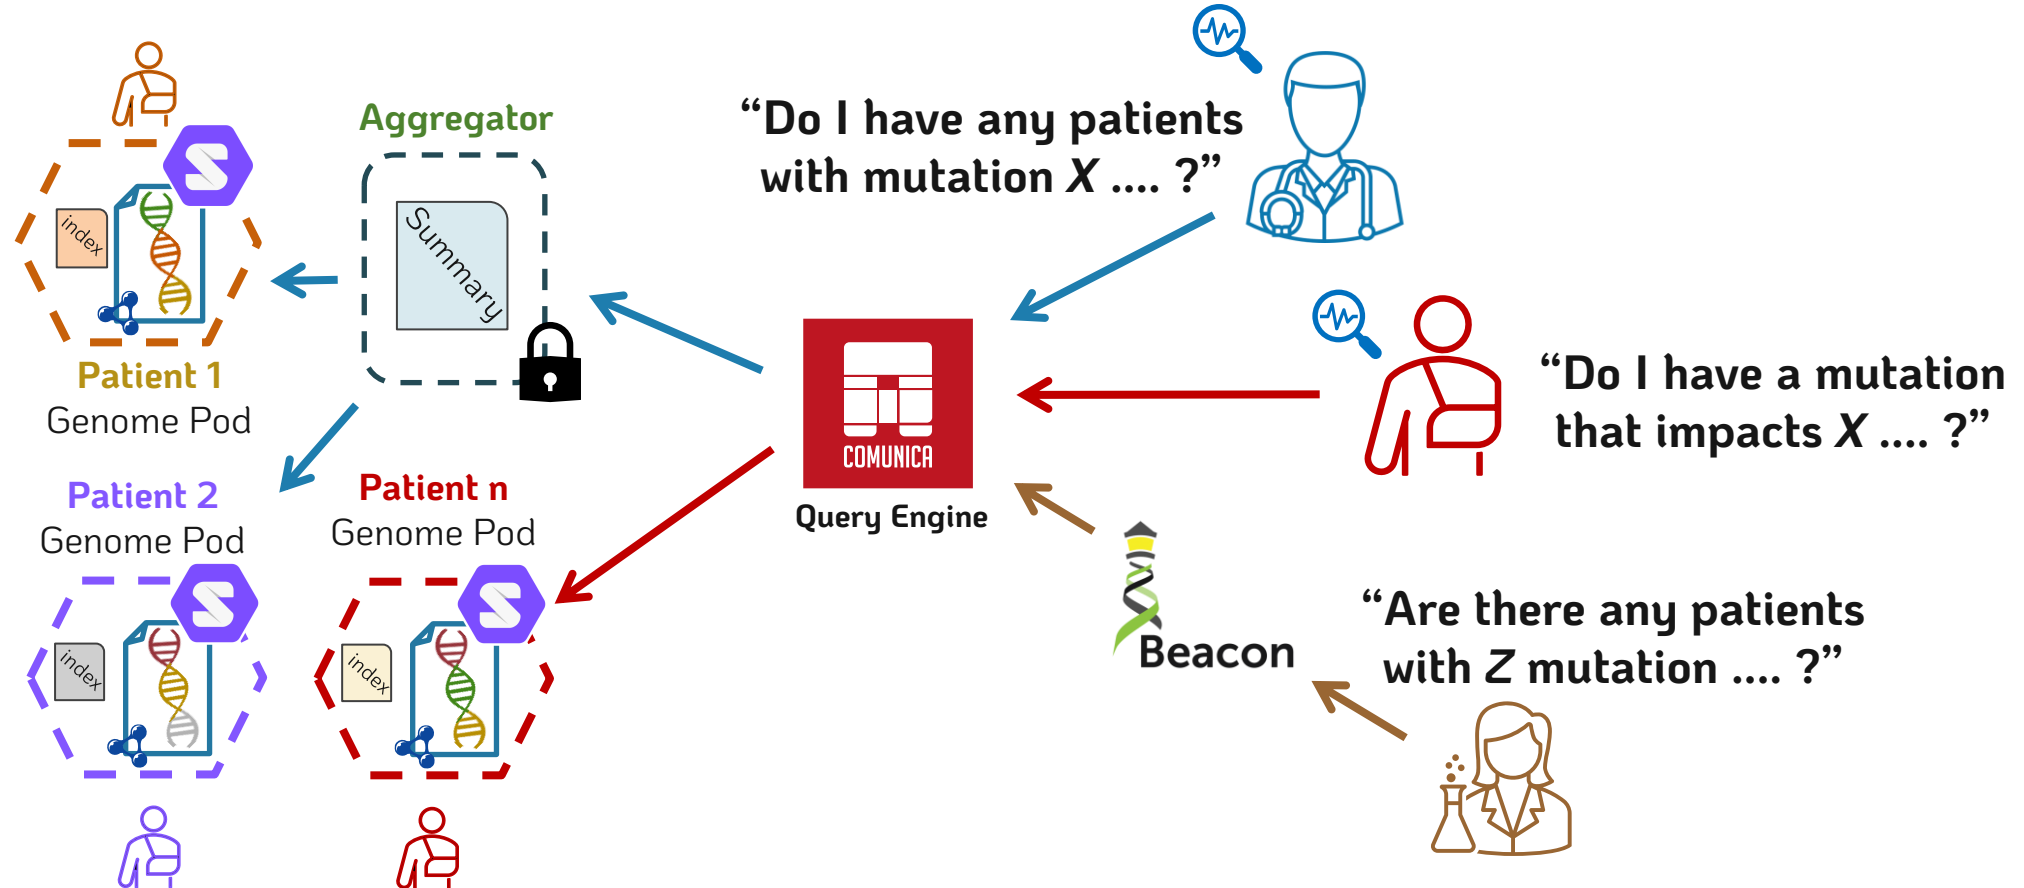 Aggregator
“Do I have any patients
with mutation X .... ?”
index
Summary
Patient 1
Genome Pod
“Do I have a mutation
that impacts X .... ?”
COMUNICA
Query Engine
Patient 2
Genome Pod
Patient n
Genome Pod
index
index
Beacon
“Are there any patients
with Z mutation .... ?”